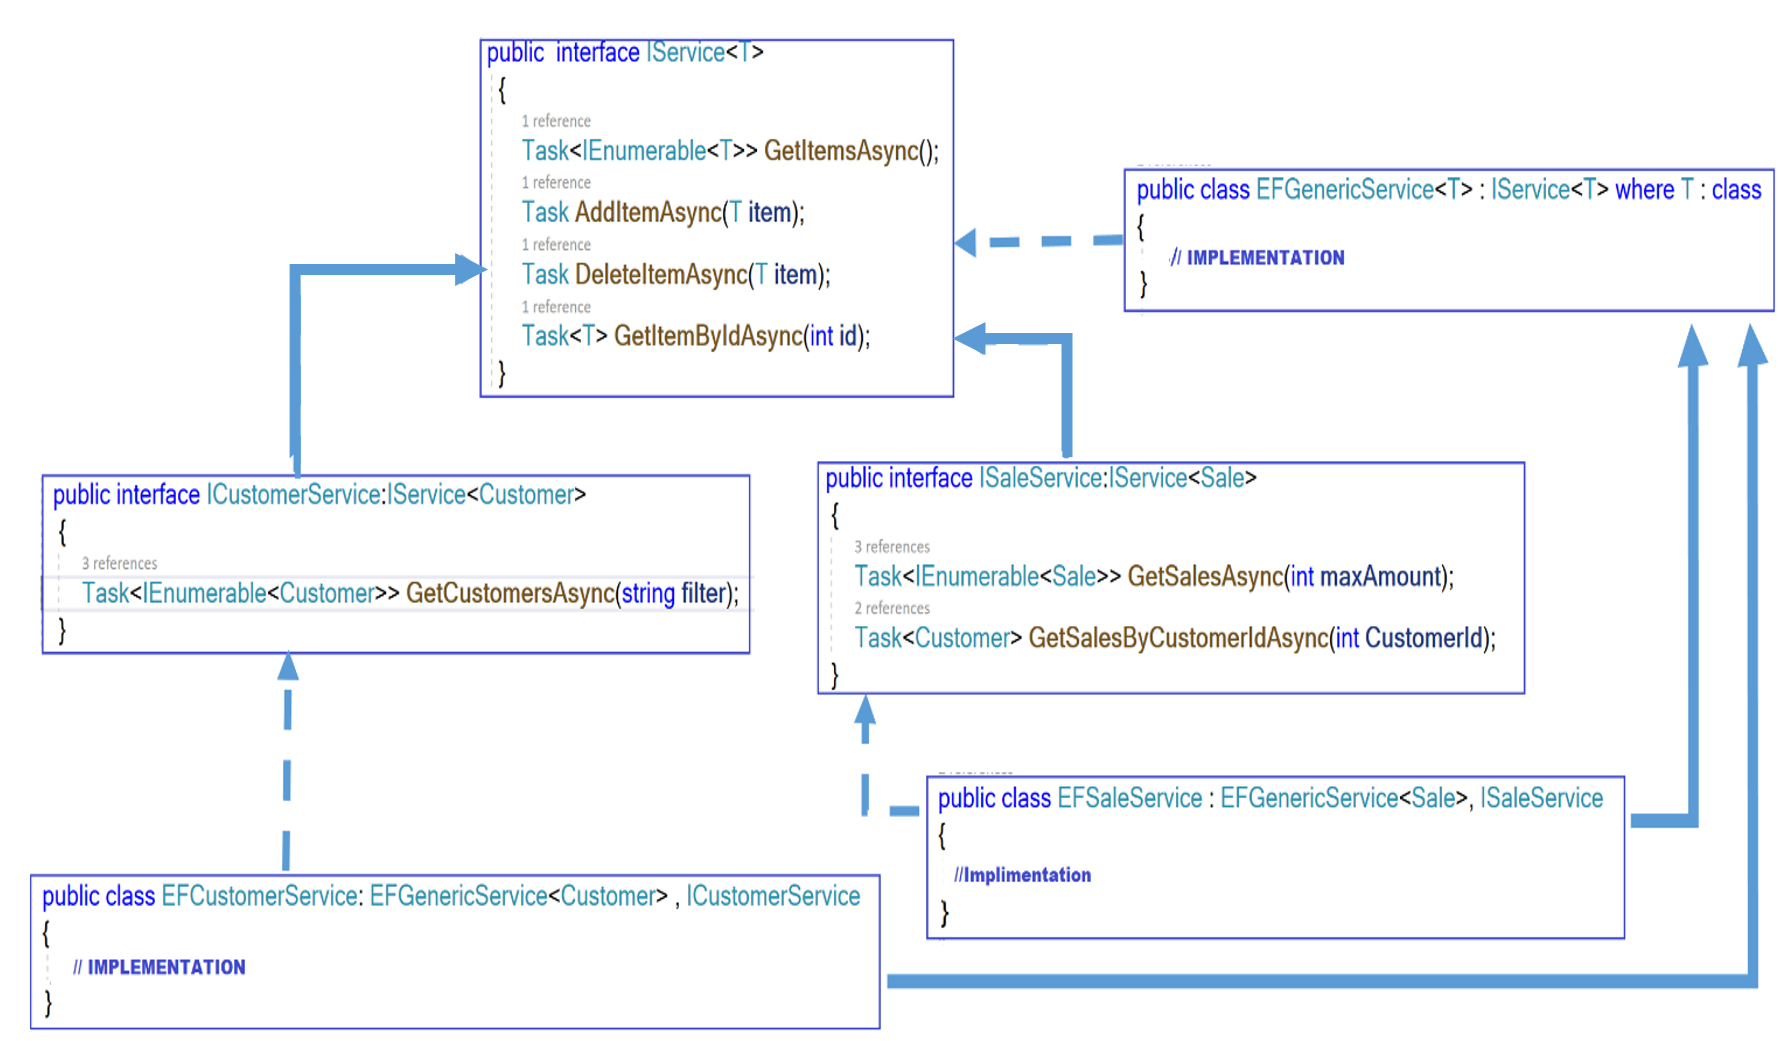 public interface IService<T>
{
1 reference
Task<IEnumerable<T>> GetItemsAsync();
1 reference
Task AddItemAsync(T item);
1 reference
Task DeleteItemAsync(T item);
1 reference
Task<T> GetItemByIdAsync(int id);
}
public class EFGenericService<T> : IService<T> where T : class
{
// IMPLEMENTATION
}
public interface ICustomerService:IService<Customer>
{
3 references
Task<IEnumerable<Customer>> GetCustomersAsync(string filter);
}
public interface ISaleService:IService<Sale>
{
3 references
Task<IEnumerable<Sale>> GetSalesAsync(int maxAmount);
2 references
Task<Customer> GetSalesByCustomerIdAsync(int CustomerId);
}
public class EFSaleService : EFGenericService<Sale>, ISaleService
{
//Implimentation
}
public class EFCustomerService: EFGenericService<Customer> , ICustomerService
{
// IMPLEMENTATION
}